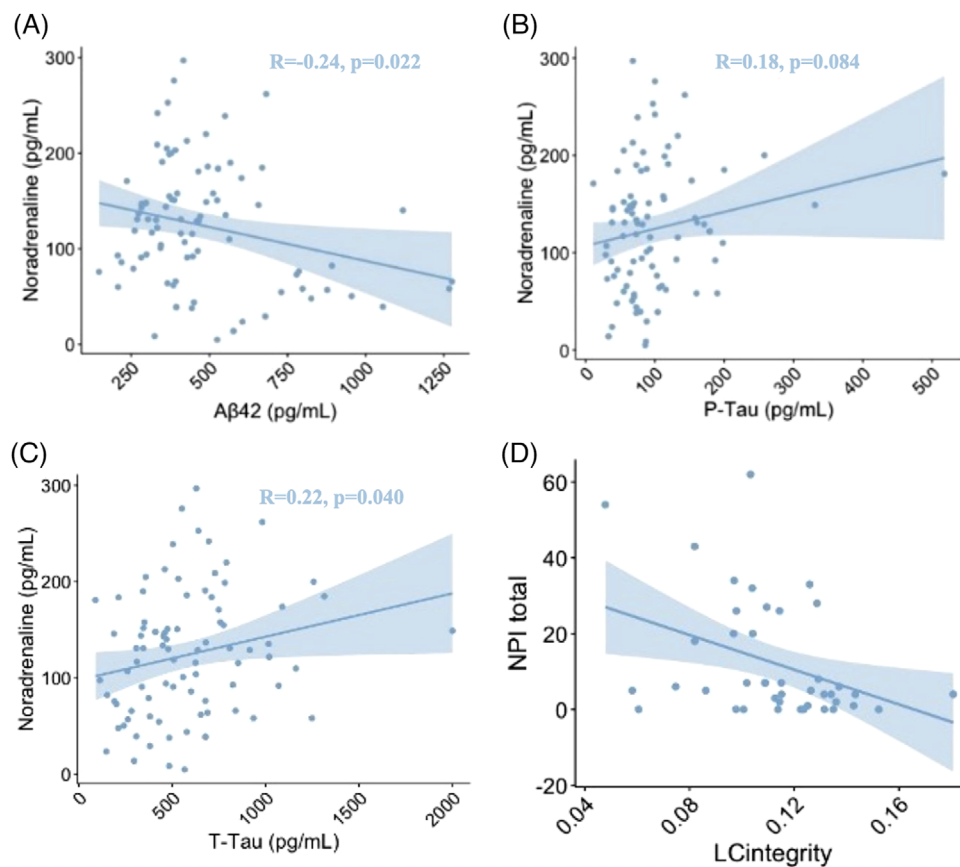 (A)
R=-0.24, p=0.022
Noradrenaline (pg/mL)
300
200
100
0
250
500
750
1000
1250
Aβ42 (pg/mL)
(B)
R=0.18, p=0.084
Noradrenaline (pg/mL)
300
200
100
0
0
100
200
300
400
500
P-Tau (pg/mL)
(C)
R=0.22, p=0.040
Noradrenaline (pg/mL)
300
200
100
0
0
500
1000
1500
2000
T-Tau (pg/mL)
(D)
NPI total
60
40
20
0
-20
0.04
0.08
0.12
0.16
LCintegrity